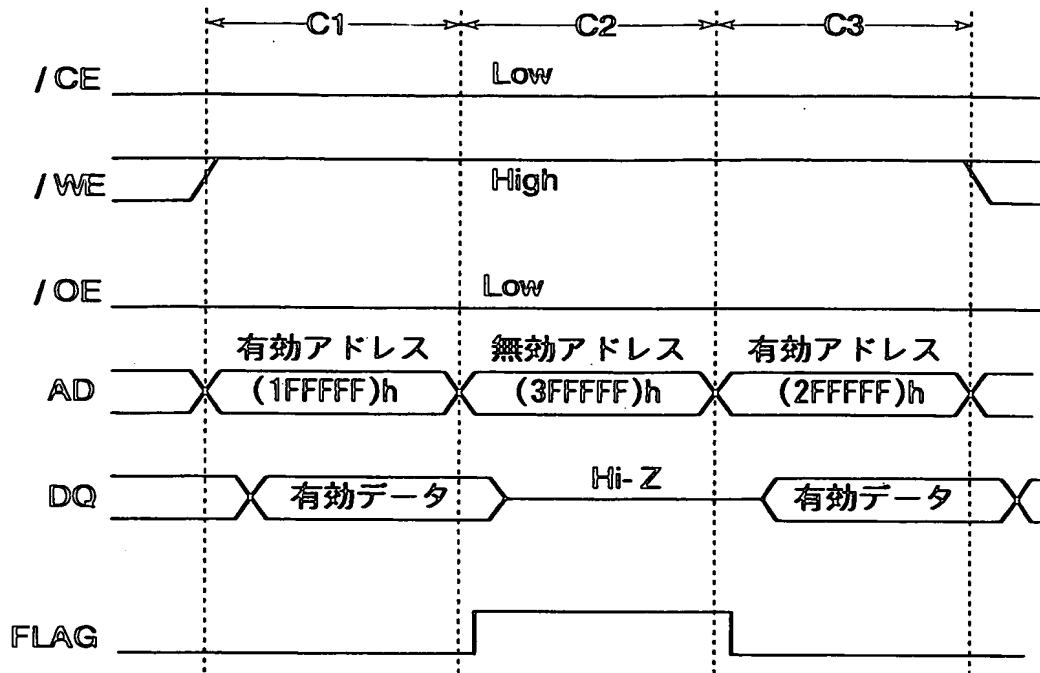 C1 C2 C3
/CE Low
/WE High
/OE Low
有効アドレス 無効アドレス 有効アドレス
AD (1FFFFF)h (3FFFFF)h (2FFFFF)h
DQ 有効データ Hi-Z 有効データ
FLAG